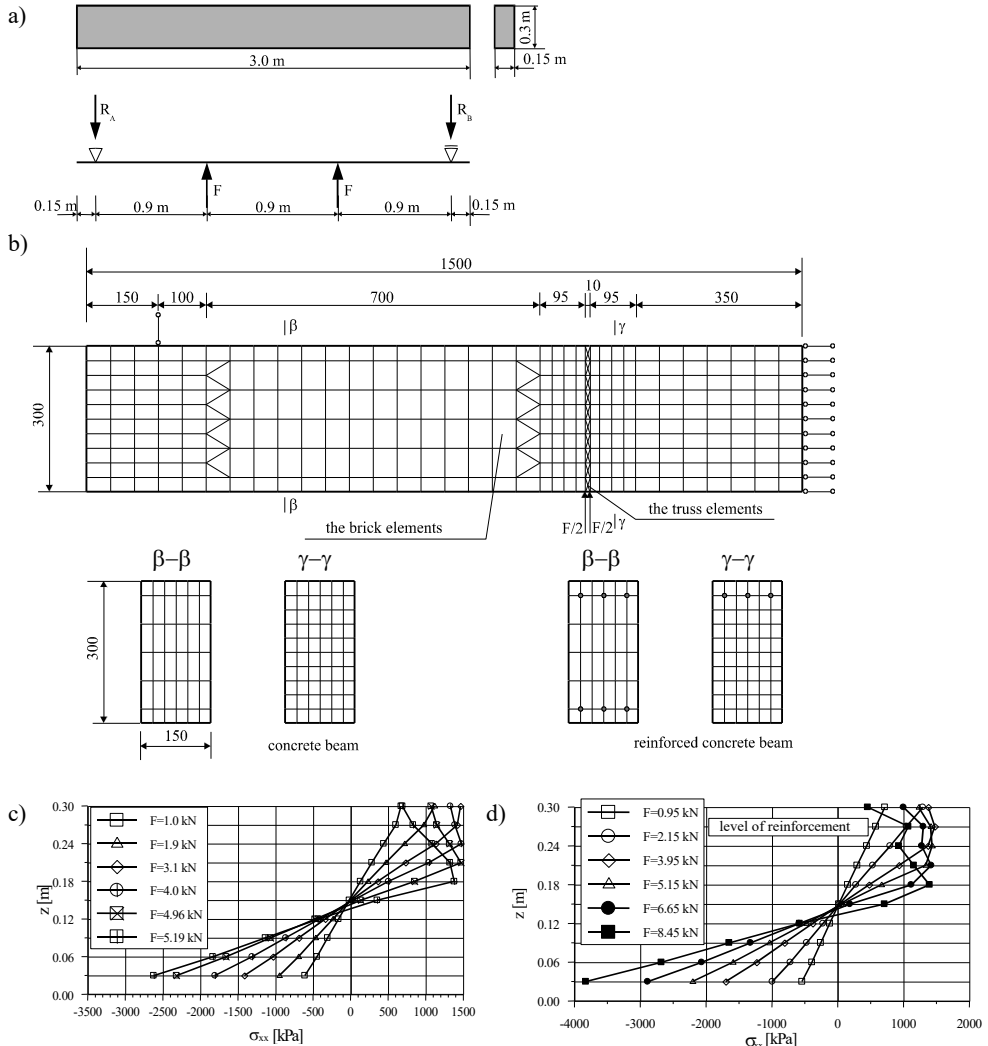 a)
0.3 m
3.0 m
0.15 m
R_A
R_B
F
F
0.15 m
0.9 m
0.9 m
0.9 m
0.15 m
b)
1500
10
150
100
700
95
95
350
β
γ
300
β
the brick elements
F/2
F/2
γ
the truss elements
β–β
γ–γ
β–β
γ–γ
300
150
concrete beam
reinforced concrete beam
c)
z [m]
0.30
0.24
0.18
0.12
0.06
0.00
F=1.0 kN
F=1.9 kN
F=3.1 kN
F=4.0 kN
F=4.96 kN
F=5.19 kN
-3500 -3000 -2500 -2000 -1500 -1000 -500 0 500 1000 1500
σxx [kPa]
d)
z [m]
0.30
0.24
0.18
0.12
0.06
0.00
F=0.95 kN
F=2.15 kN
F=3.95 kN
F=5.15 kN
F=6.65 kN
F=8.45 kN
level of reinforcement
-4000 -3000 -2000 -1000 0 1000 2000
[kPa]